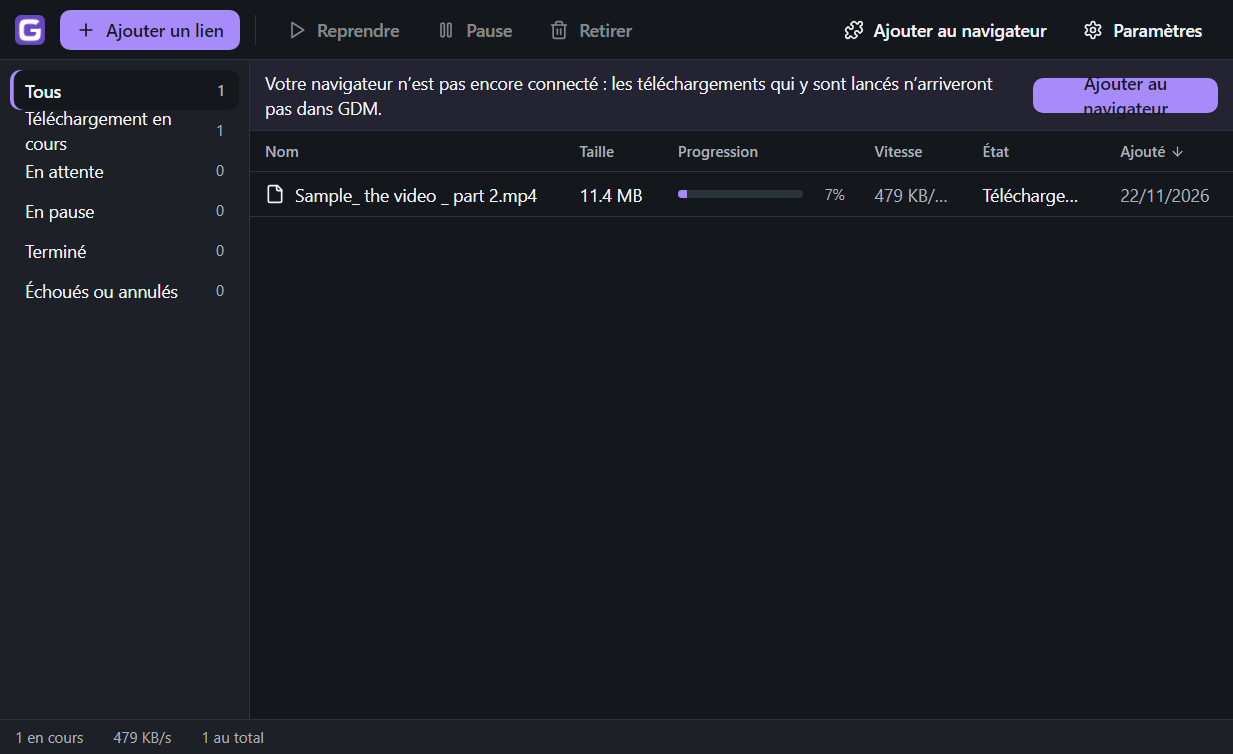 G
Ajouter un lien
Reprendre
Pause
Retirer
Ajouter au navigateur
Paramètres
Tous 1
Téléchargement en
cours 1
En attente 0
En pause 0
Terminé 0
Échoués ou annulés 0
Votre navigateur n’est pas encore connecté : les téléchargements qui y sont lancés n’arriveront
pas dans GDM.
Ajouter au
navigateur
Nom Taille Progression Vitesse État Ajouté
Sample_ the video _ part 2.mp4 11.4 MB 7% 479 KB/... Télécharge... 22/11/2026
1 en cours 479 KB/s 1 au total